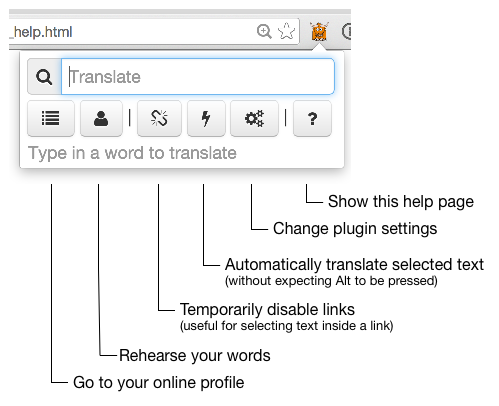 _help.html
Translate
?
Type in a word to translate
Show this help page
Change plugin settings
Automatically translate selected text
(without expecting Alt to be pressed)
Temporarily disable links
(useful for selecting text inside a link)
Rehearse your words
Go to your online profile